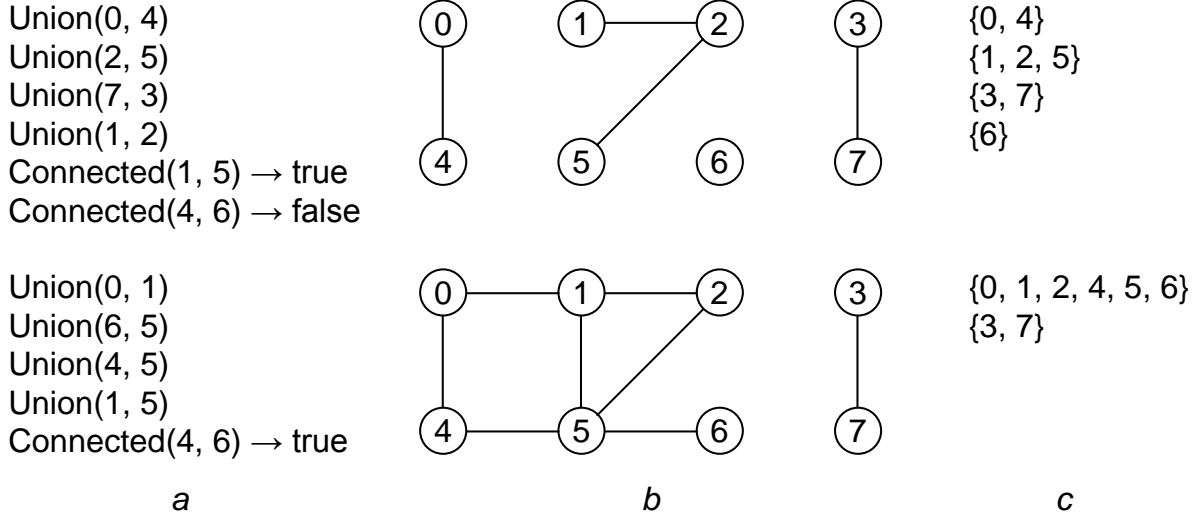 Union(0, 4)
Union(2, 5)
Union(7, 3)
Union(1, 2)
Connected(1, 5) → true
Connected(4, 6) → false
0 1 2 3
4 5 6 7
{0, 4}
{1, 2, 5}
{3, 7}
{6}
Union(0, 1)
Union(6, 5)
Union(4, 5)
Union(1, 5)
Connected(4, 6) → true
0 1 2 3
4 5 6 7
{0, 1, 2, 4, 5, 6}
{3, 7}
a b c